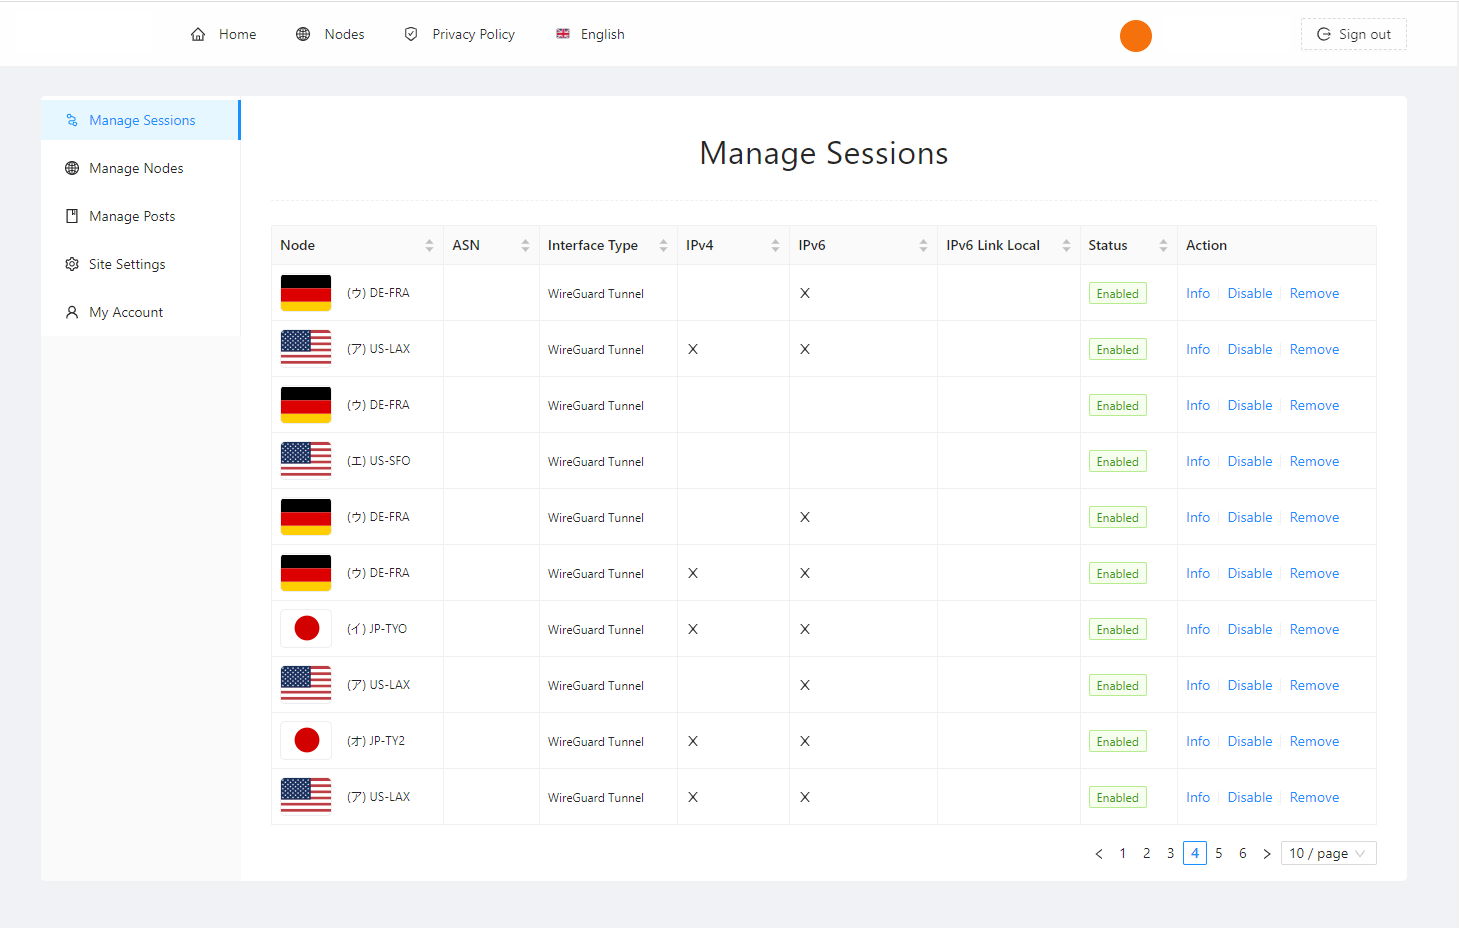 Home Nodes Privacy Policy English Sign out
Manage Sessions
Manage Nodes
Manage Posts
Site Settings
My Account
Manage Sessions
Node ASN Interface Type IPv4 IPv6 IPv6 Link Local Status Action
(ウ) DE-FRA WireGuard Tunnel X Enabled Info Disable Remove
(ア) US-LAX WireGuard Tunnel X X Enabled Info Disable Remove
(ウ) DE-FRA WireGuard Tunnel Enabled Info Disable Remove
(エ) US-SFO WireGuard Tunnel Enabled Info Disable Remove
(ウ) DE-FRA WireGuard Tunnel X Enabled Info Disable Remove
(ウ) DE-FRA WireGuard Tunnel X X Enabled Info Disable Remove
(イ) JP-TYO WireGuard Tunnel X X Enabled Info Disable Remove
(ア) US-LAX WireGuard Tunnel X Enabled Info Disable Remove
(オ) JP-TY2 WireGuard Tunnel X X Enabled Info Disable Remove
(ア) US-LAX WireGuard Tunnel X X Enabled Info Disable Remove
< 1 2 3 4 5 6 > 10 / page